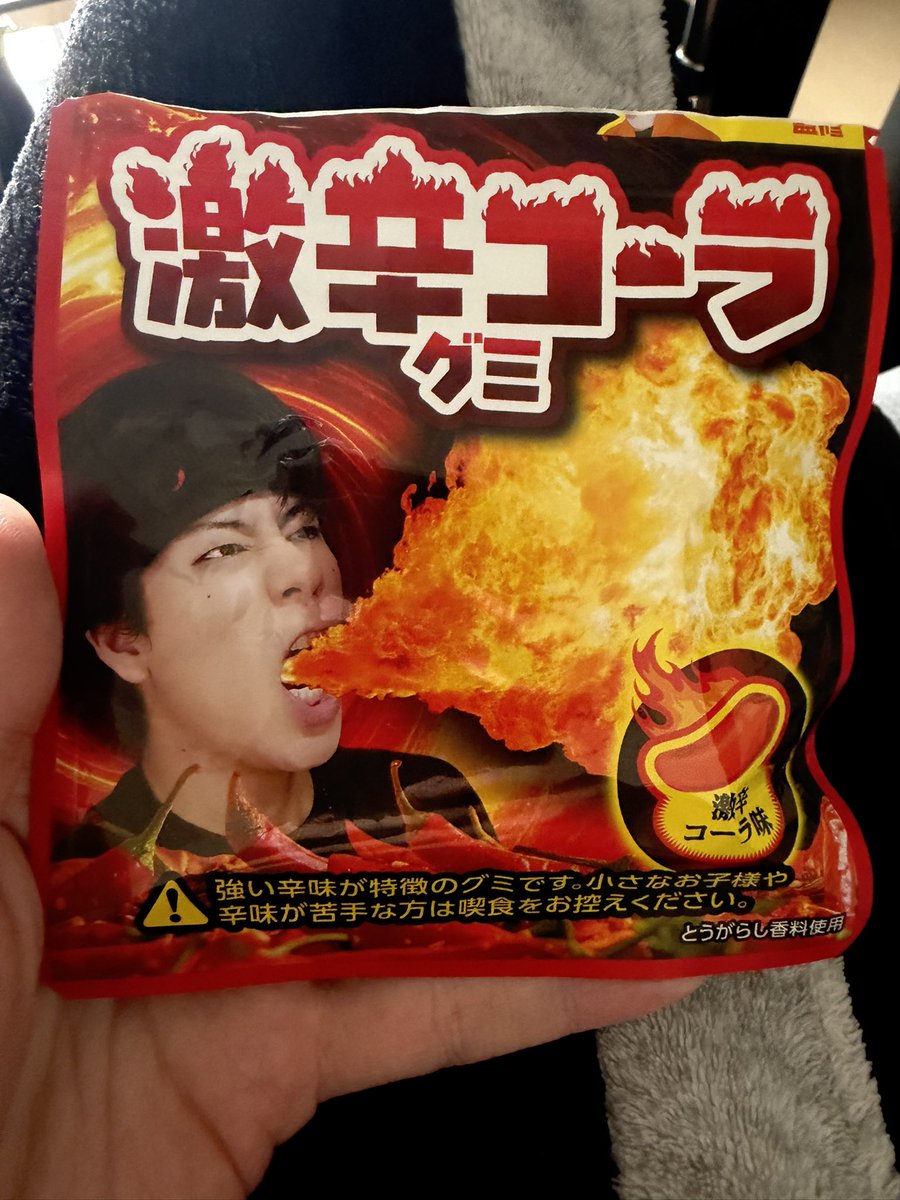 激辛コーラ
グミ
激辛
コーラ味
強い辛味が特徴のグミです。小さなお子様や
辛味が苦手な方は喫食をお控えください。
とうがらし香料使用